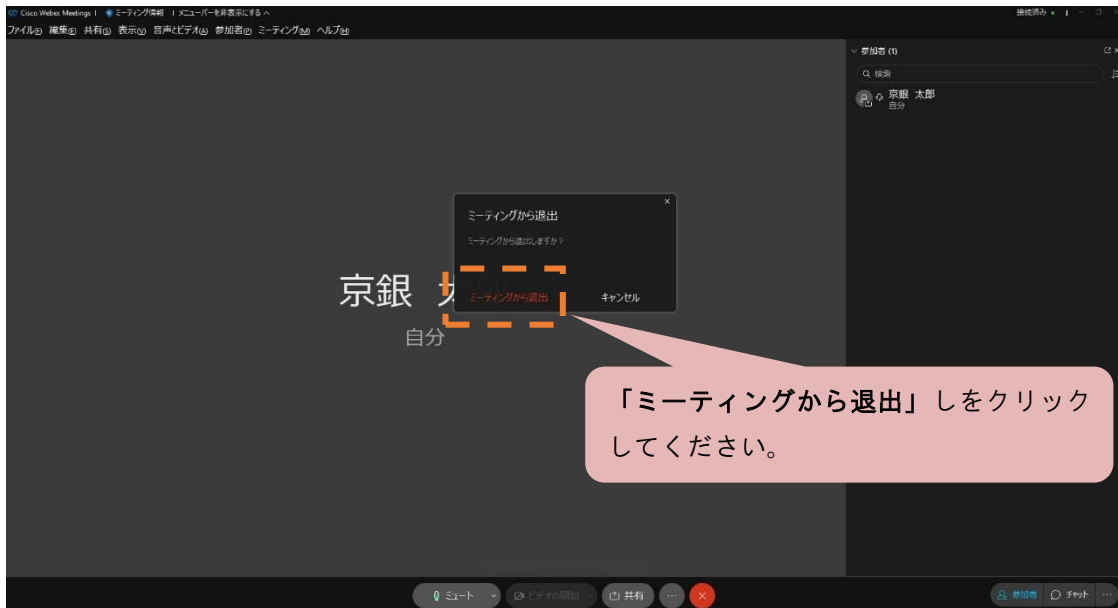 Cisco Webex Meetings | ミーティング情報 | メニューバーを非表示にする
接続済み
ファイル(F) 編集(E) 共有(S) 表示(V) 音声とビデオ(A) 参加者(P) ミーティング(M) ヘルプ(H)
参加者 (1)
検索
京銀 太郎
自分
ミーティングから退出
ミーティングから退出しますか?
ミーティングから退出
キャンセル
京銀
自分
「ミーティングから退出」しをクリック
してください。
ミュート
ビデオの開始
共有
参加者
チャット